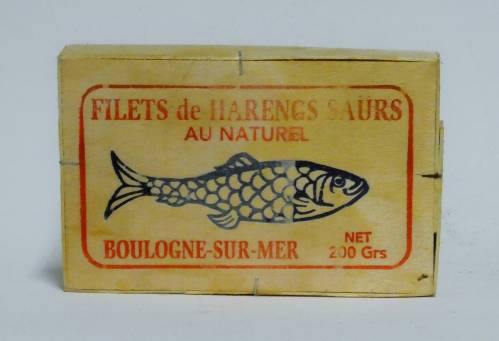 FILETS de HARENGS SAURS
AU NATUREL
BOULOGNE-SUR-MER
NET
200 Grs